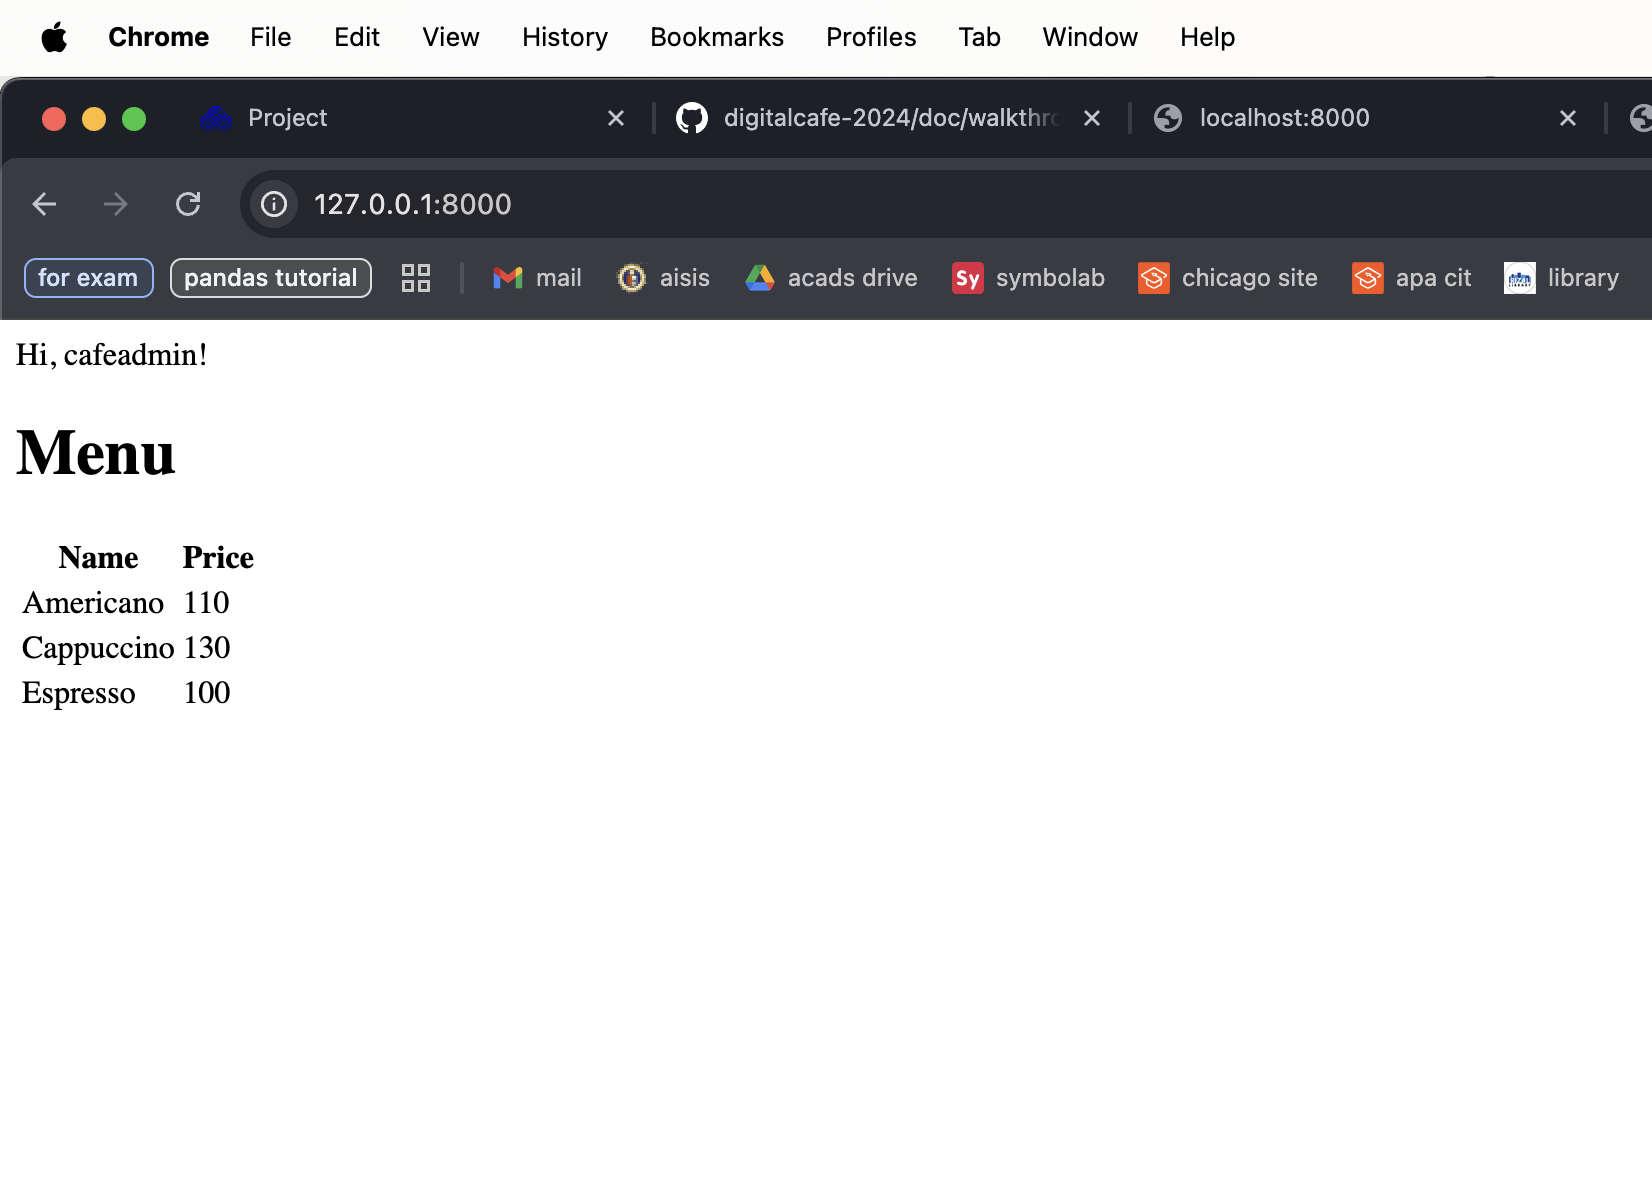 Chrome File Edit View History Bookmarks Profiles Tab Window Help
Project digitalcafe-2024/doc/walkthro localhost:8000
127.0.0.1:8000
for exam pandas tutorial mail aisis acads drive Sy symbolab chicago site apa cit library
Hi, cafeadmin!
Menu
Name Price
Americano 110
Cappuccino 130
Espresso 100